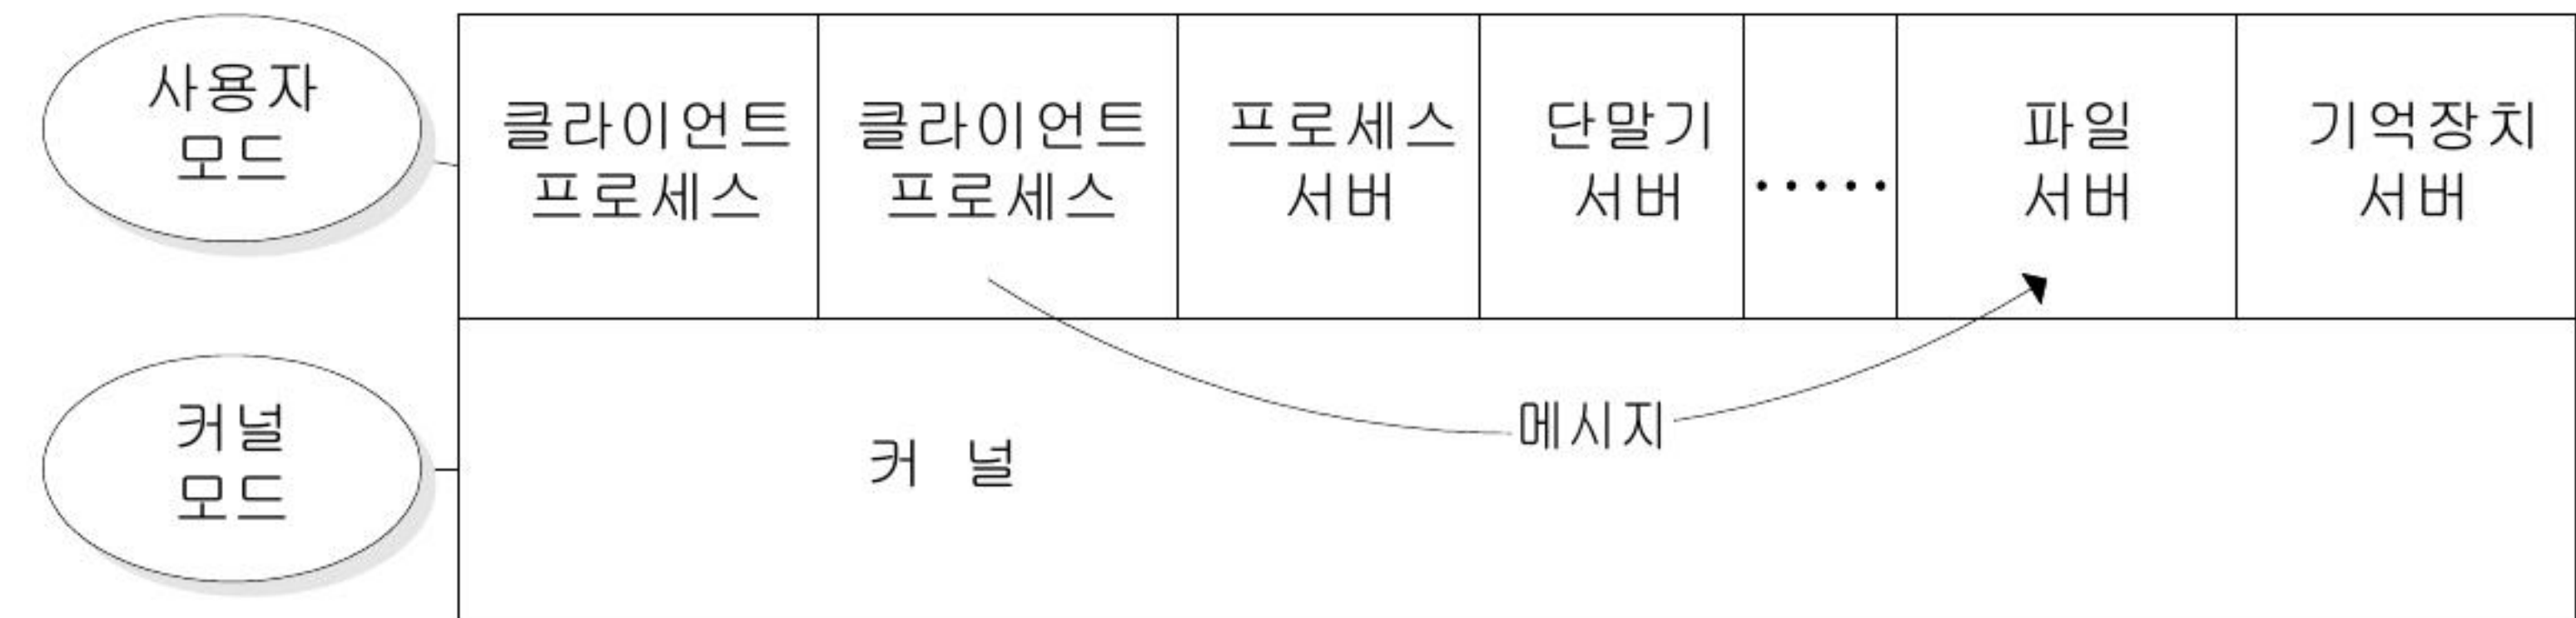 사용자
모드
클라이언트
프로세스
클라이언트
프로세스
프로세스
서버
단말기
서버
·····
파일
서버
기억장치
서버
커널
모드
커 널
메시지